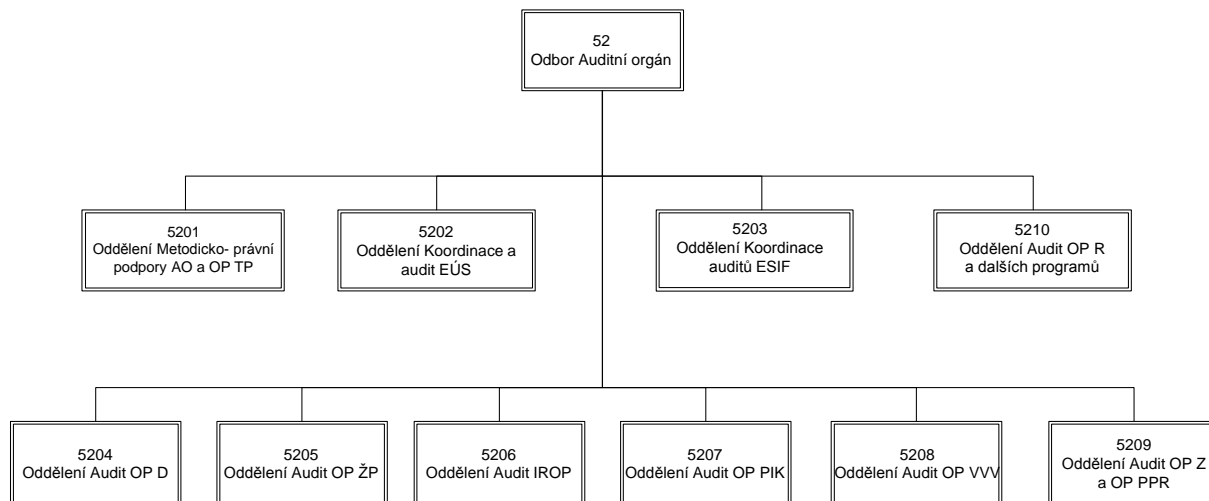 52
Odbor Auditní orgán
5201
Oddělení Metodicko- právní
podpory AO a OP TP
5202
Oddělení Koordinace a
audit EÚS
5203
Oddělení Koordinace
auditů ESIF
5210
Oddělení Audit OP R
a dalších programů
5204
Oddělení Audit OP D
5205
Oddělení Audit OP ŽP
5206
Oddělení Audit IROP
5207
Oddělení Audit OP PIK
5208
Oddělení Audit OP VVV
5209
Oddělení Audit OP Z
a OP PPR